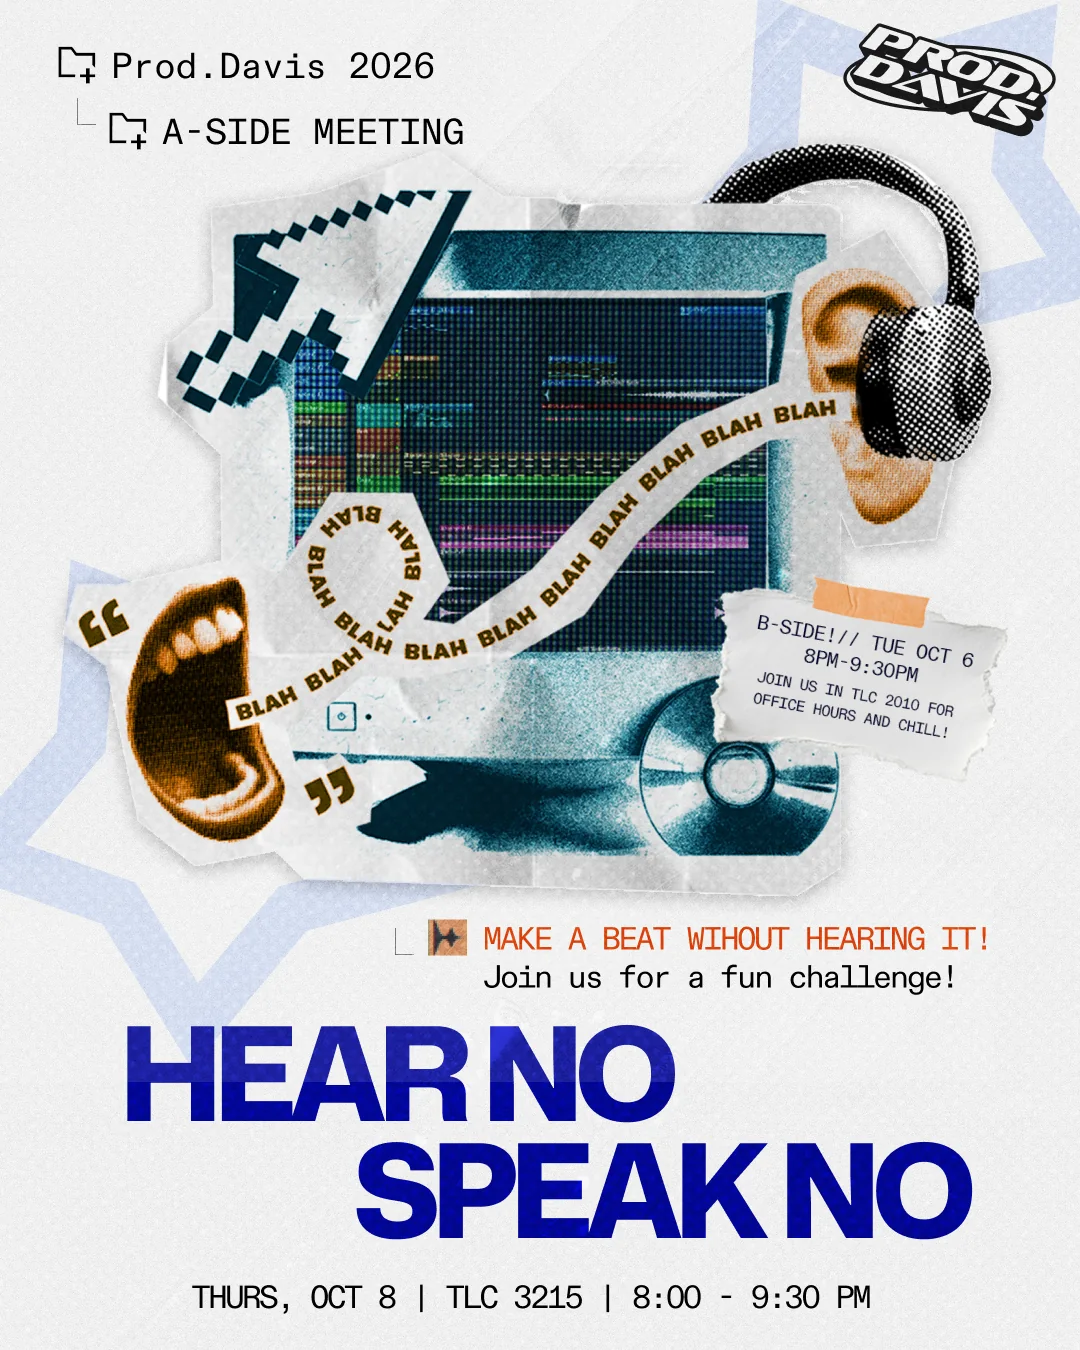 Prod.Davis 2026
A-SIDE MEETING
PROD.
DAVIS
BLAH BLAH BLAH BLAH BLAH BLAH BLAH BLAH BLAH BLAH BLAH BLAH BLAH BLAH BLAH BLAH
“
”
B-SIDE!// TUE OCT 6
8PM-9:30PM
JOIN US IN TLC 2010 FOR
OFFICE HOURS AND CHILL!
MAKE A BEAT WIHOUT HEARING IT!
Join us for a fun challenge!
HEAR NO
SPEAK NO
THURS, OCT 8 | TLC 3215 | 8:00 - 9:30 PM